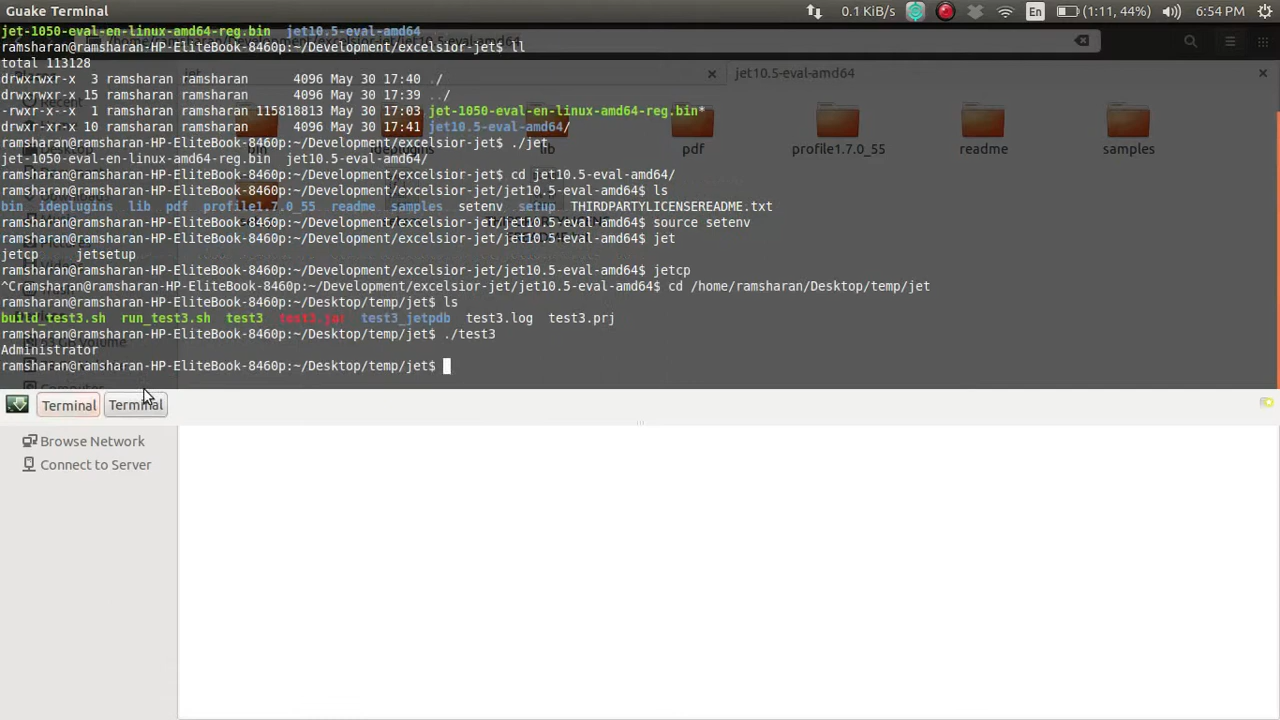 Guake Terminal 0.1 KiB/s En (1:11, 44%) 6:54 PM
jet-1050-eval-en-linux-amd64-reg.bin jet10.5-eval-amd64
ramsharan@ramsharan-HP-EliteBook-8460p:~/Development/excelsior-jet$ ll
total 113128
drwxrwxr-x 3 ramsharan ramsharan 4096 May 30 17:40 ./
drwxrwxr-x 15 ramsharan ramsharan 4096 May 30 17:39 ../
-rwxr-x--x 1 ramsharan ramsharan 115818813 May 30 17:03 jet-1050-eval-en-linux-amd64-reg.bin*
drwxr-xr-x 10 ramsharan ramsharan 4096 May 30 17:41 jet10.5-eval-amd64/
ramsharan@ramsharan-HP-EliteBook-8460p:~/Development/excelsior-jet$ ./jet
jet-1050-eval-en-linux-amd64-reg.bin jet10.5-eval-amd64/
ramsharan@ramsharan-HP-EliteBook-8460p:~/Development/excelsior-jet$ cd jet10.5-eval-amd64/
ramsharan@ramsharan-HP-EliteBook-8460p:~/Development/excelsior-jet/jet10.5-eval-amd64$ ls
bin ideplugins lib pdf profile1.7.0_55 readme samples setenv setup THIRDPARTYLICENSEREADME.txt
ramsharan@ramsharan-HP-EliteBook-8460p:~/Development/excelsior-jet/jet10.5-eval-amd64$ source setenv
ramsharan@ramsharan-HP-EliteBook-8460p:~/Development/excelsior-jet/jet10.5-eval-amd64$ jet
jetcp jetsetup
ramsharan@ramsharan-HP-EliteBook-8460p:~/Development/excelsior-jet/jet10.5-eval-amd64$ jetcp
^Cramsharan@ramsharan-HP-EliteBook-8460p:~/Development/excelsior-jet/jet10.5-eval-amd64$ cd /home/ramsharan/Desktop/temp/jet
ramsharan@ramsharan-HP-EliteBook-8460p:~/Desktop/temp/jet$ ls
build_test3.sh run_test3.sh test3 test3.jar test3_jetpdb test3.log test3.prj
ramsharan@ramsharan-HP-EliteBook-8460p:~/Desktop/temp/jet$ ./test3
Administrator
ramsharan@ramsharan-HP-EliteBook-8460p:~/Desktop/temp/jet$
jet jet10.5-eval-amd64
lib pdf profile1.7.0_55 readme samples
Terminal Terminal
Browse Network
Connect to Server